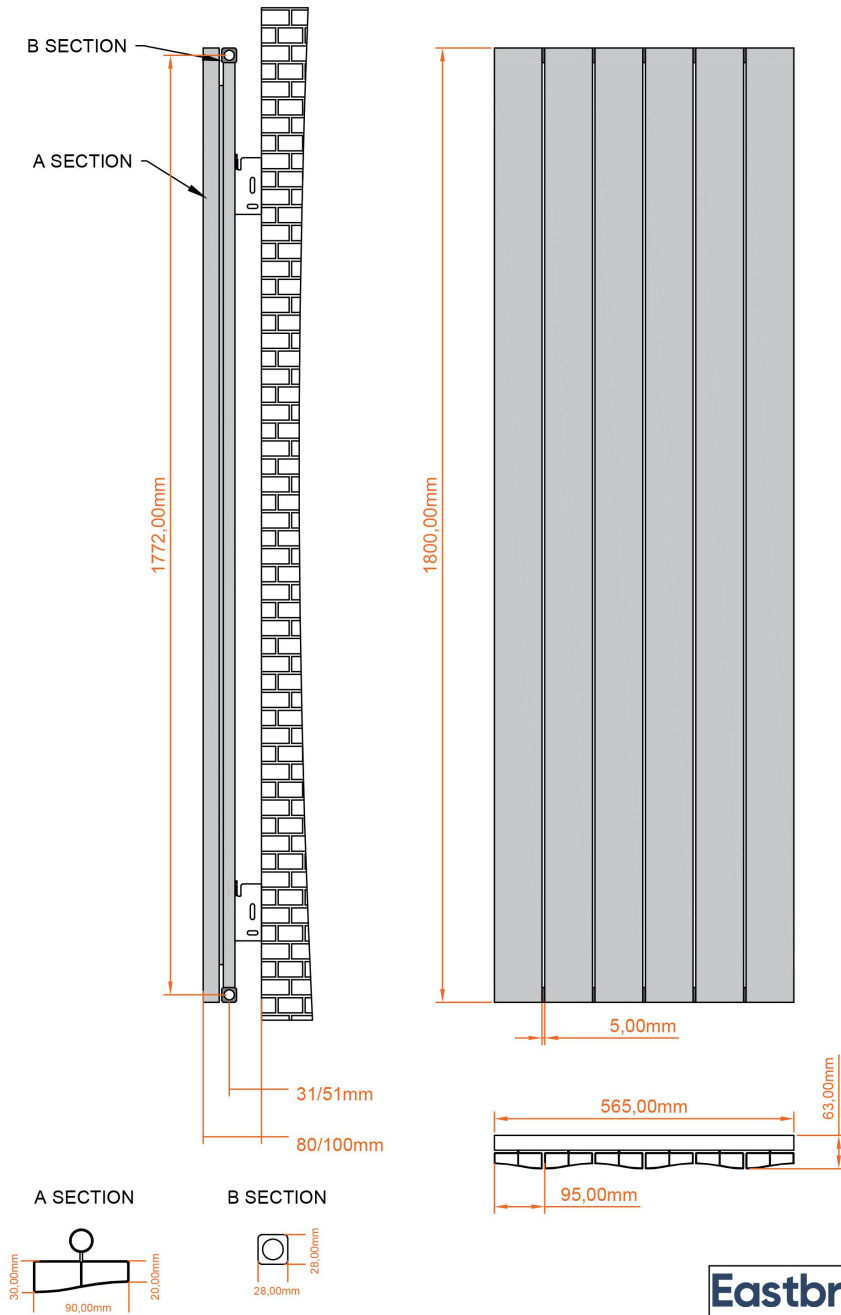 B SECTION
A SECTION
1772,00mm
1800,00mm
5,00mm
31/51mm
80/100mm
565,00mm
63,00mm
95,00mm
A SECTION
B SECTION
30,00mm
20,00mm
90,00mm
28,00mm
28,00mm
Eastbr